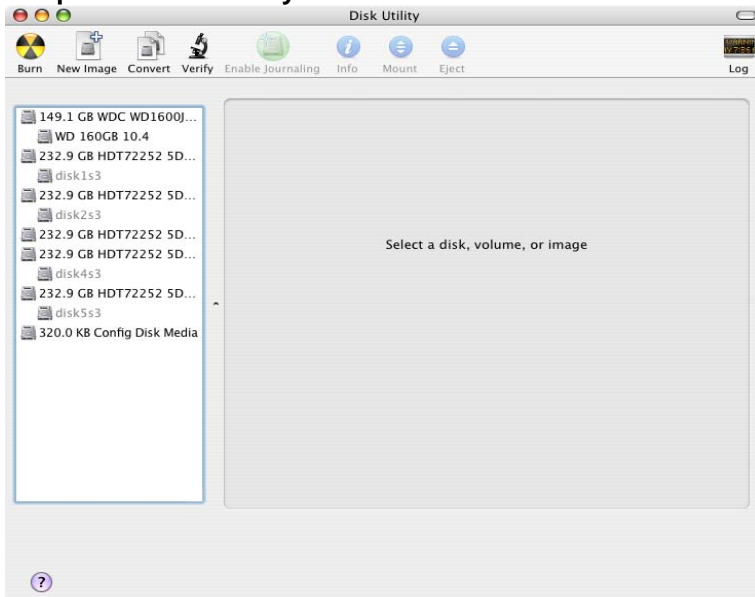 Disk Utility
Burn New Image Convert Verify Enable Journaling Info Mount Eject Log
149.1 GB WDC WD1600J...
WD 160GB 10.4
232.9 GB HDT72252 5D...
disk1s3
232.9 GB HDT72252 5D...
disk2s3
232.9 GB HDT72252 5D...
232.9 GB HDT72252 5D...
disk4s3
232.9 GB HDT72252 5D...
disk5s3
320.0 KB Config Disk Media
Select a disk, volume, or image
?